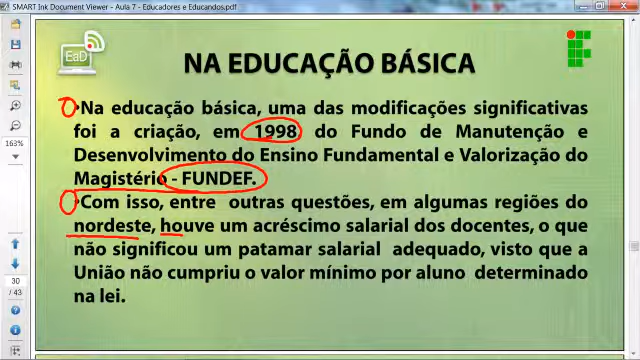 SMART Ink Document Viewer - Aula 7 - Educadores e Educandos.pdf
EaD
NA EDUCAÇÃO BÁSICA
•Na educação básica, uma das modificações significativas
foi a criação, em 1998 do Fundo de Manutenção e
Desenvolvimento do Ensino Fundamental e Valorização do
Magistério - FUNDEF.
•Com isso, entre outras questões, em algumas regiões do
nordeste, houve um acréscimo salarial dos docentes, o que
não significou um patamar salarial adequado, visto que a
União não cumpriu o valor mínimo por aluno determinado
na lei.
163%
30
/ 43